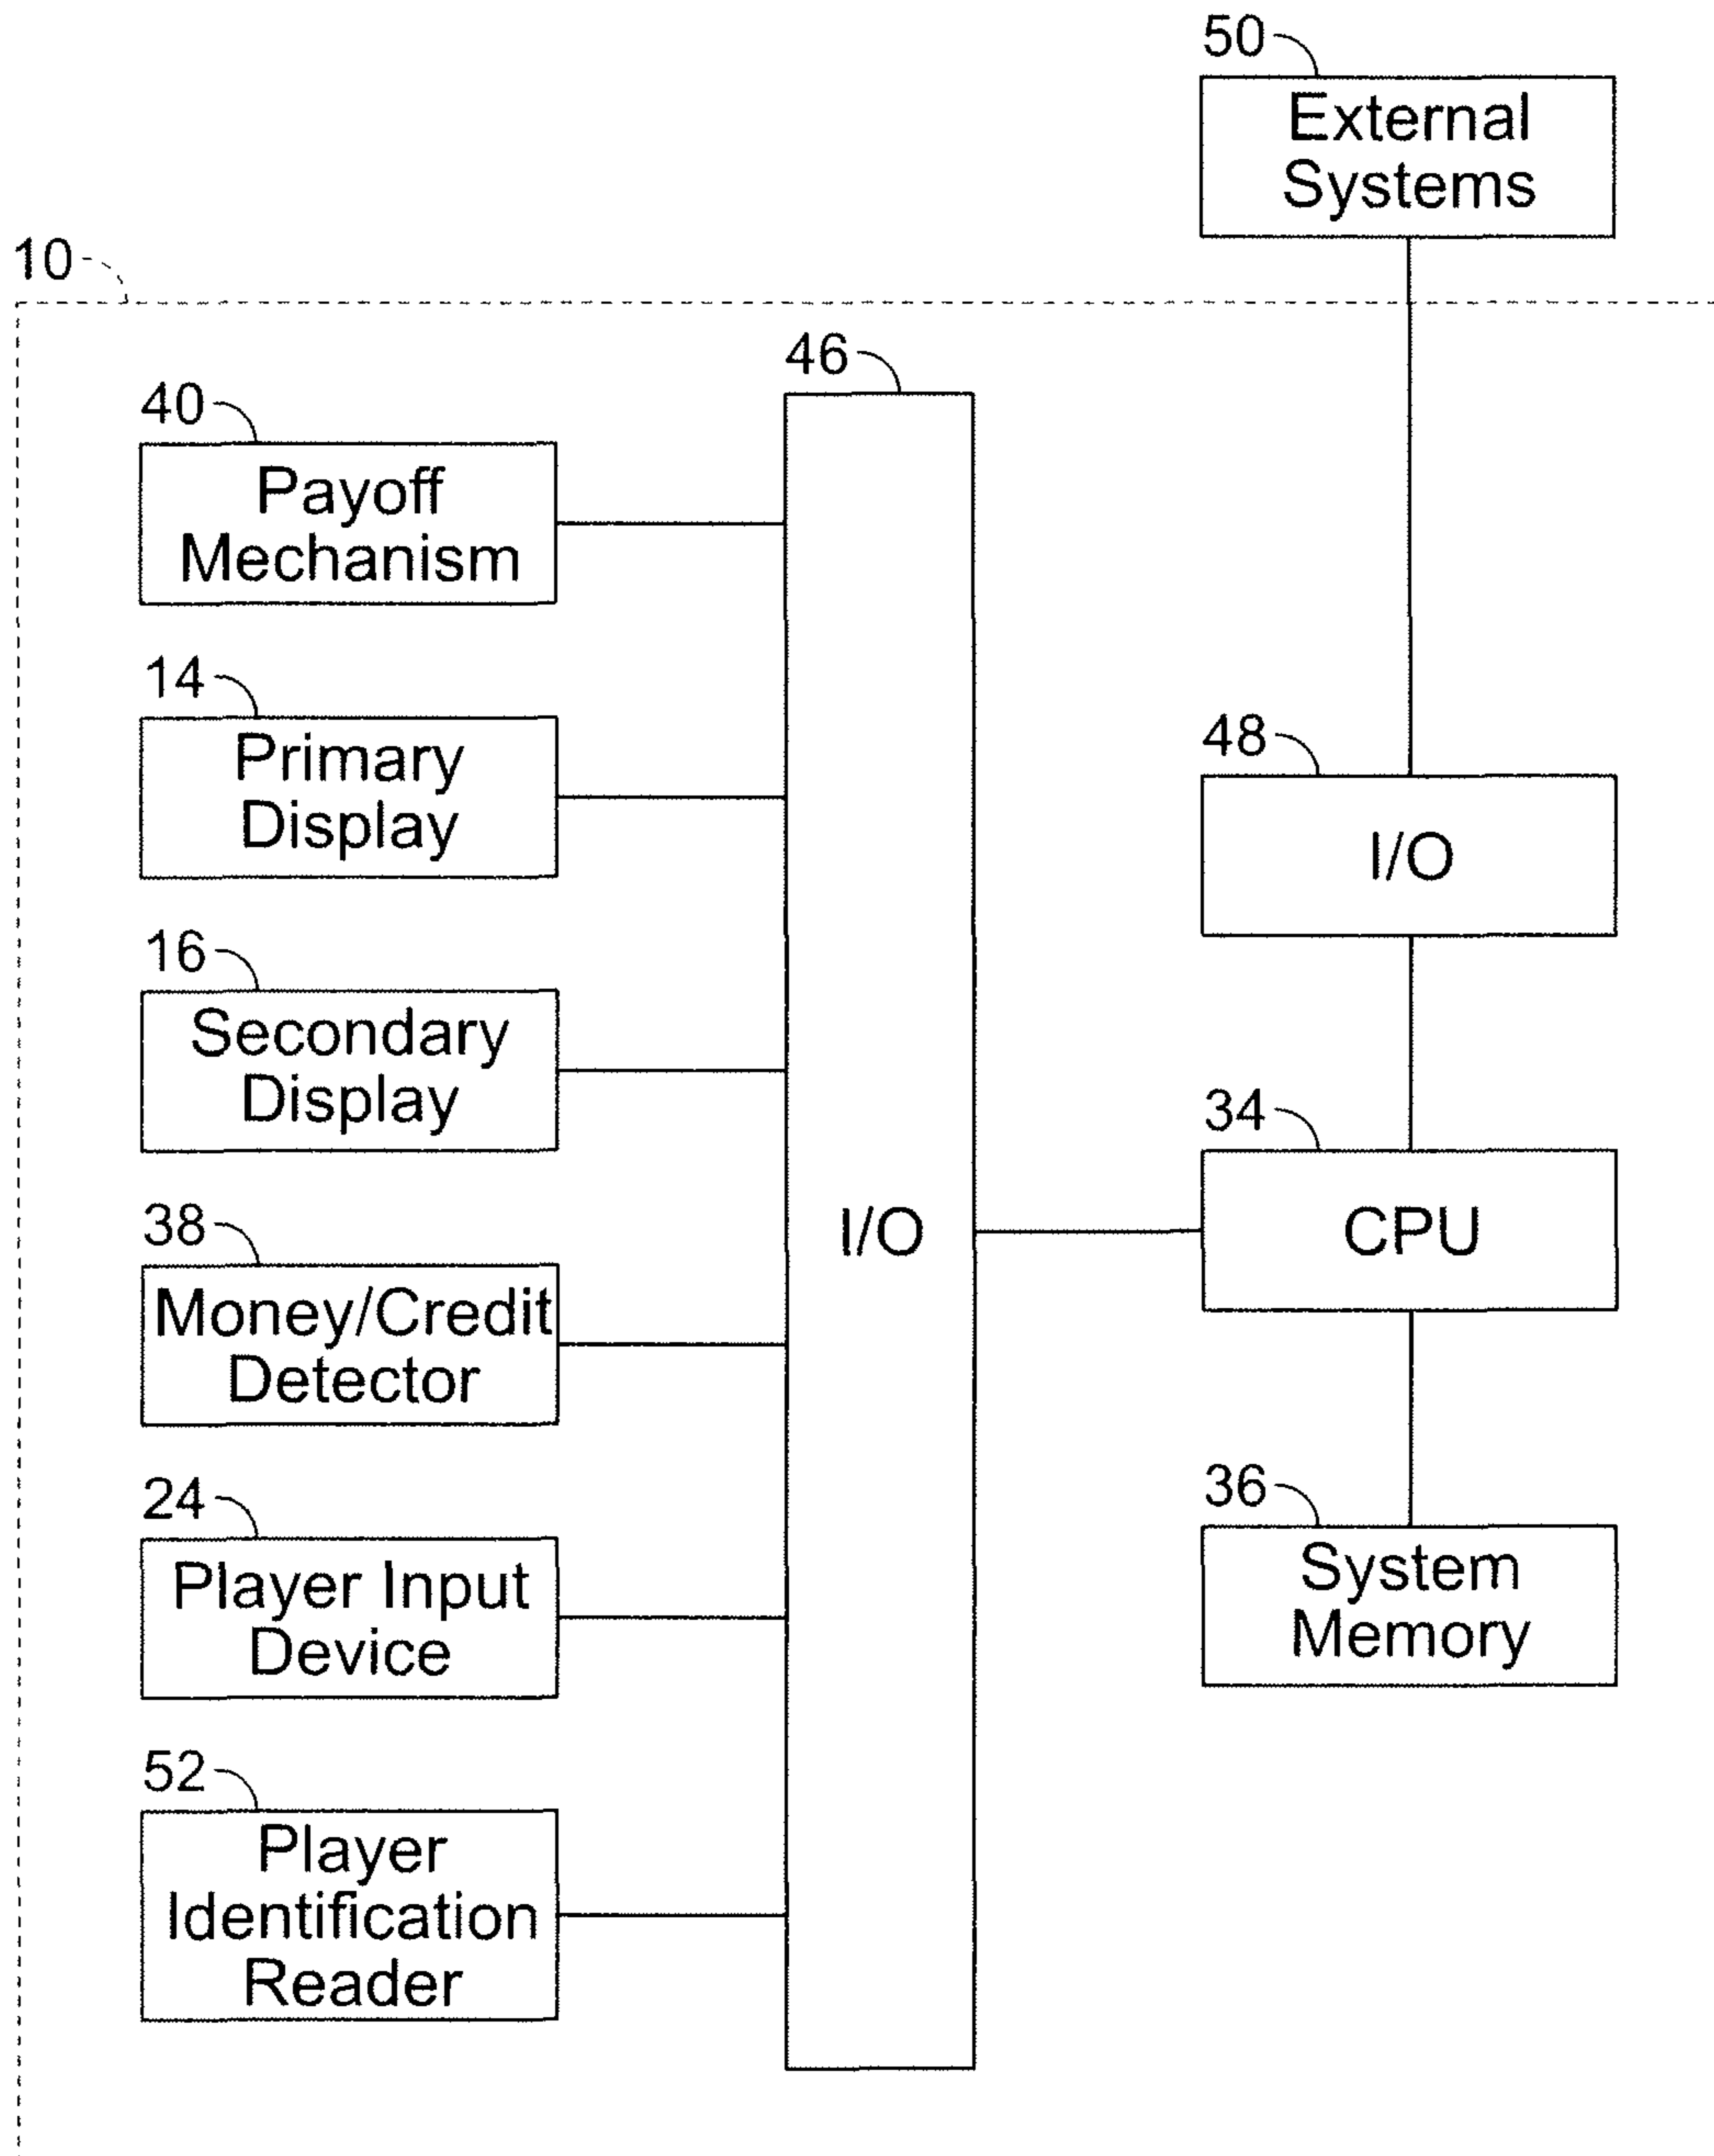 50
External
Systems
10
46
40
Payoff
Mechanism
14
Primary
Display
48
I/O
16
Secondary
Display
34
CPU
38
Money/Credit
Detector
I/O
24
Player Input
Device
36
System
Memory
52
Player
Identification
Reader